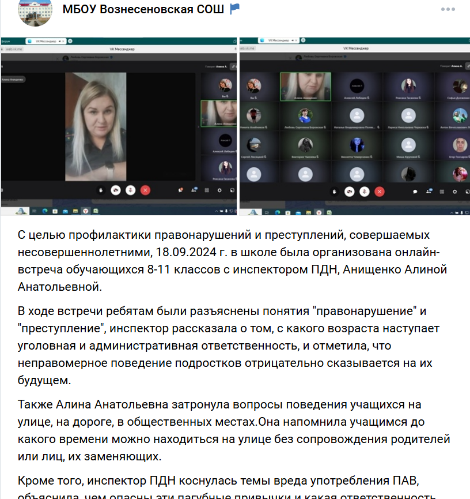 МБОУ Вознесеновская СОШ
С целью профилактики правонарушений и преступлений, совершаемых
несовершеннолетними, 18.09.2024 г. в школе была организована онлайн-
встреча обучающихся 8-11 классов с инспектором ПДН, Анищенко Алиной
Анатольевной.
В ходе встречи ребятам были разъяснены понятия "правонарушение" и
"преступление", инспектор рассказала о том, с какого возраста наступает
уголовная и административная ответственность, и отметила, что
неправомерное поведение подростков отрицательно сказывается на их
будущем.
Также Алина Анатольевна затронула вопросы поведения учащихся на
улице, на дороге, в общественных местах.Она напомнила учащимся до
какого времени можно находиться на улице без сопровождения родителей
или лиц, их заменяющих.
Кроме того, инспектор ПДН коснулась темы вреда употребления ПАВ,
объяснила, чем опасны эти пагубные привычки и какая ответственность